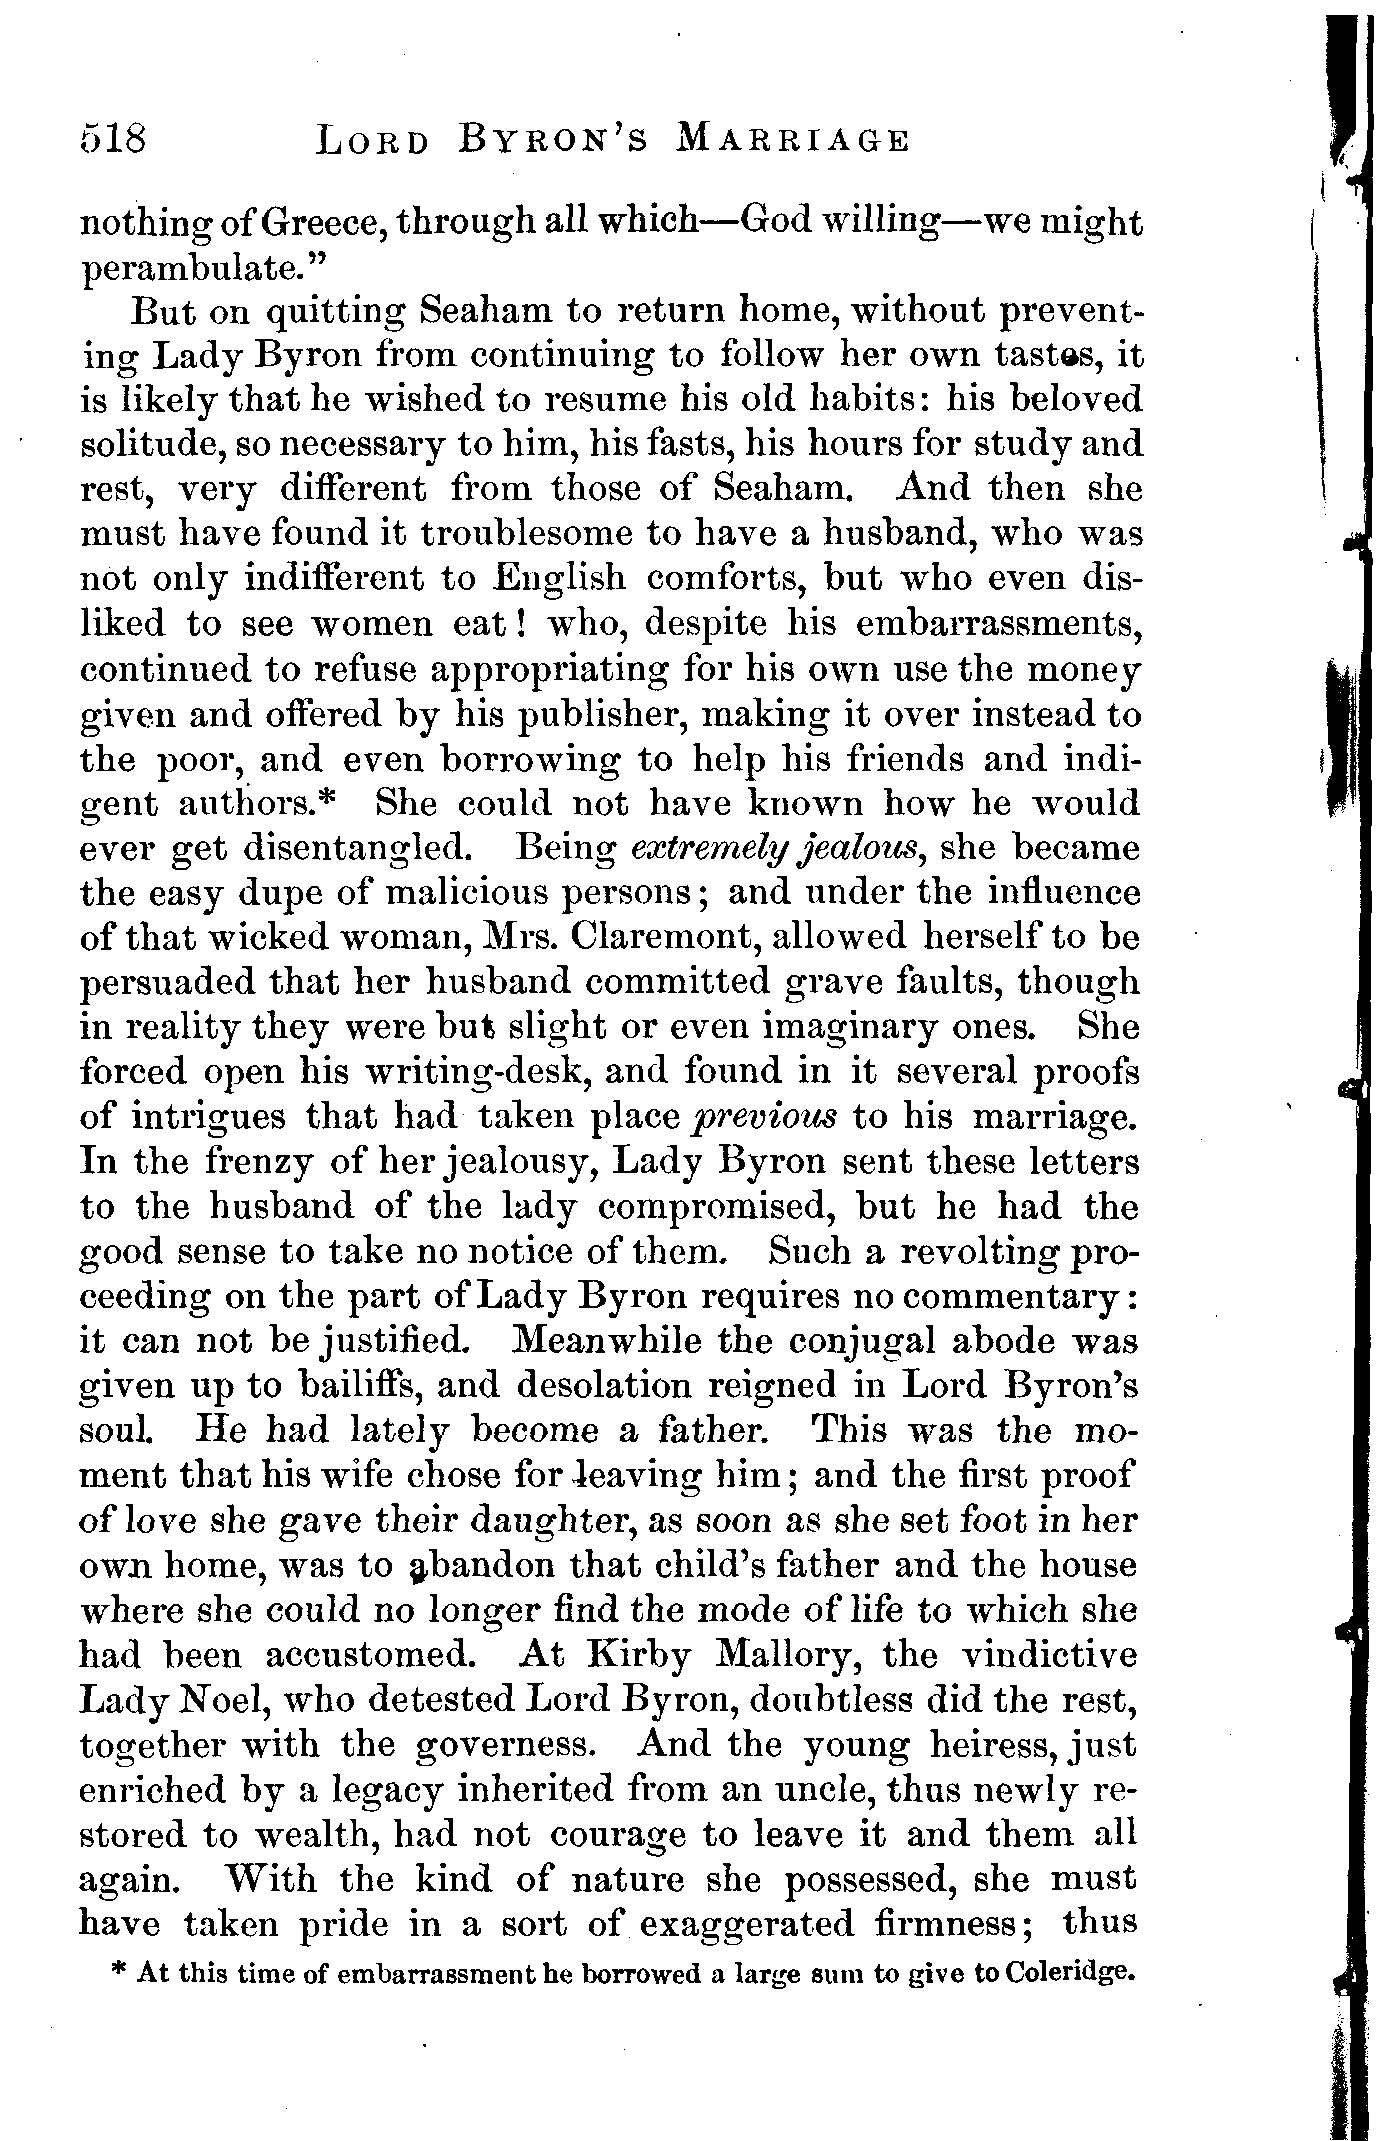 518 LORD BYRON'S MARRIAGE
nothing of Greece, through all which—God willing—we might
perambulate."
But on quitting Seaham to return home, without prevent-
ing Lady Byron from continuing to follow her own tastes, it
is likely that he wished to resume his old habits: his beloved
solitude, so necessary to him, his fasts, his hours for study and
rest, very different from those of Seaham. And then she
must have found it troublesome to have a husband, who was
not only indifferent to English comforts, but who even dis-
liked to see women eat! who, despite his embarrassments,
continued to refuse appropriating for his own use the money
given and offered by his publisher, making it over instead to
the poor, and even borrowing to help his friends and indi-
gent authors.* She could not have known how he would
ever get disentangled. Being extremely jealous, she became
the easy dupe of malicious persons; and under the influence
of that wicked woman, Mrs. Claremont, allowed herself to be
persuaded that her husband committed grave faults, though
in reality they were but slight or even imaginary ones. She
forced open his writing-desk, and found in it several proofs
of intrigues that had taken place previous to his marriage.
In the frenzy of her jealousy, Lady Byron sent these letters
to the husband of the lady compromised, but he had the
good sense to take no notice of them. Such a revolting pro-
ceeding on the part of Lady Byron requires no commentary:
it can not be justified. Meanwhile the conjugal abode was
given up to bailiffs, and desolation reigned in Lord Byron's
soul. He had lately become a father. This was the mo-
ment that his wife chose for leaving him; and the first proof
of love she gave their daughter, as soon as she set foot in her
own home, was to abandon that child's father and the house
where she could no longer find the mode of life to which she
had been accustomed. At Kirby Mallory, the vindictive
Lady Noel, who detested Lord Byron, doubtless did the rest,
together with the governess. And the young heiress, just
enriched by a legacy inherited from an uncle, thus newly re-
stored to wealth, had not courage to leave it and them all
again. With the kind of nature she possessed, she must
have taken pride in a sort of exaggerated firmness; thus
* At this time of embarrassment he borrowed a large sum to give to Coleridge.